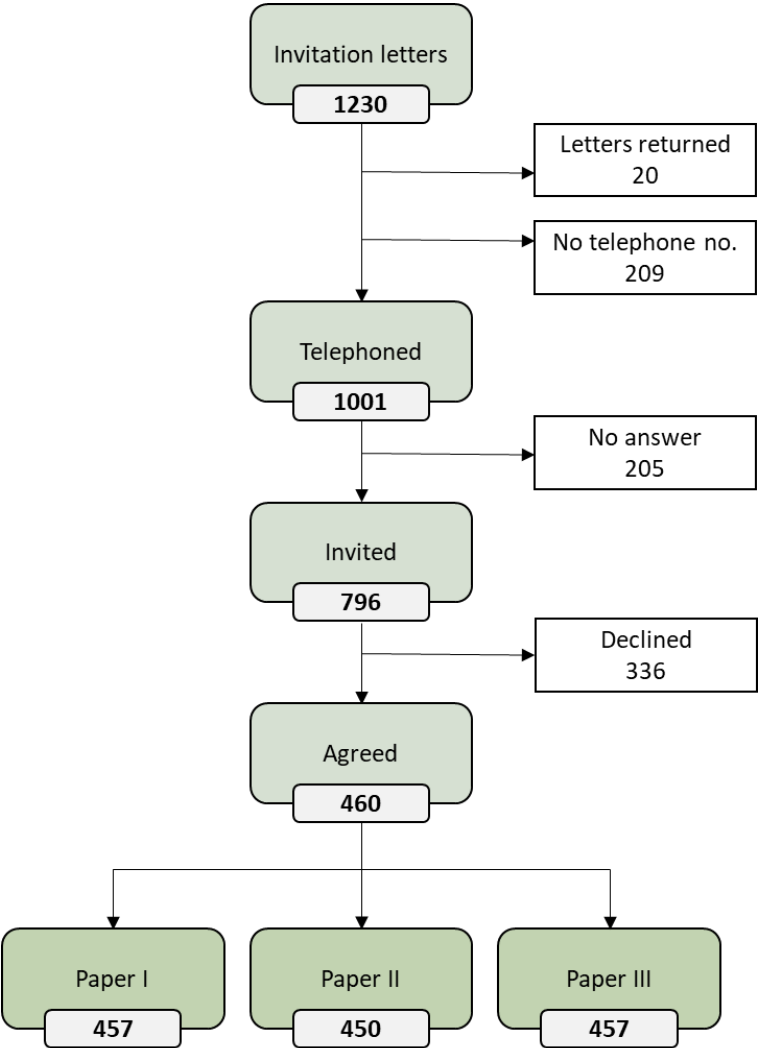 Invitation letters
1230
Letters returned
20
No telephone no.
209
Telephoned
1001
No answer
205
Invited
796
Declined
336
Agreed
460
Paper I
457
Paper II
450
Paper III
457